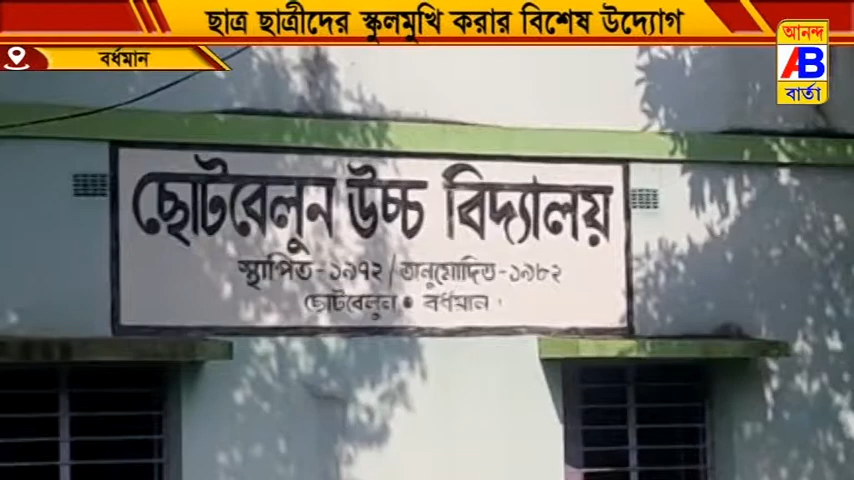 ছাত্র ছাত্রীদের স্কুলমুখি করার বিশেষ উদ্যোগ
বর্ধমান
আনন্দ
AB
বার্তা
ছোটবেলুন উচ্চ বিদ্যালয়
স্থাপিত-১৯৭২/অনুমোদিত-১৯৮২
ছোটবেলুন • বর্ধমান